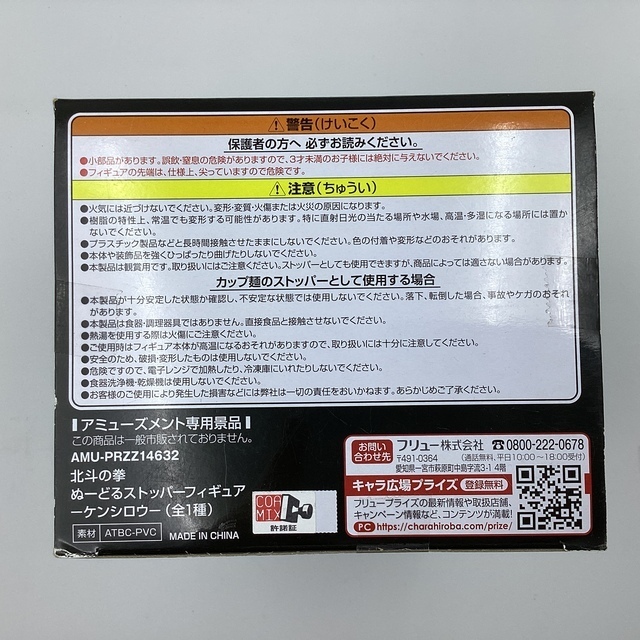 ⚠警告(けいこく)
保護者の方へ 必ずお読みください。
●小部品があります。誤飲・窒息の危険がありますので、3才未満のお子様には絶対に与えないでください。
●フィギュアの先端は、仕様上、尖っていますので危険です。
⚠注意(ちゅうい)
●火気には近づけないでください。変形・変質・火傷または火災の原因になります。
●樹脂の特性上、常温でも変形する可能性があります。特に直射日光の当たる場所や水場、高温・多湿になる場所には置か
ないでください。
●プラスチック製品などと長時間接触させたままにしないでください。色の付着や変形などのおそれがあります。
●本体や装飾品を強くひっぱったり曲げたりしないでください。
●本製品は観賞用です。取り扱いにはご注意ください。ストッパーとしても使用できますが、商品によっては適さない場合があります。
カップ麺のストッパーとして使用する場合
●本製品が十分安定した状態か確認し、不安定な状態では使用しないでください。落下、転倒した場合、事故やケガのおそれ
があります。
●本製品は食器・調理器具ではありません。直接食品と接触させないでください。
●熱湯を使用する際は火傷にご注意ください。
●ご使用時はフィギュア本体が高温になるおそれがありますので、取り扱いには十分に注意してください。
●安全のため、破損・変形したものは使用しないでください。
●危険ですので、電子レンジで加熱したり、冷凍庫にいれたりしないでください。
●食器洗浄機・乾燥機は使用しないでください。
●お客様のご使用により発生した損害などには弊社は一切の責任をおいかねます。あらかじめご了承ください。
┃アミューズメント専用景品┃
この商品は一般市販されておりません。
AMU-PRZZ14632
北斗の拳
ぬーどるストッパーフィギュア
ーケンシロウー(全1種)
素材 ATBC-PVC MADE IN CHINA
COA
MIX
許諾証
お問い
合わせ先
フリュー株式会社 0800-222-0678
〒491-0364 (通話無料、平日10:00〜18:00受付)
愛知県一宮市萩原町中島字流3-1 4階
キャラ広場プライズ 登録無料
フリュープライズの最新情報や取扱店舗、
キャンペーン情報など、コンテンツが満載!
PC https://charahiroba.com/prize/